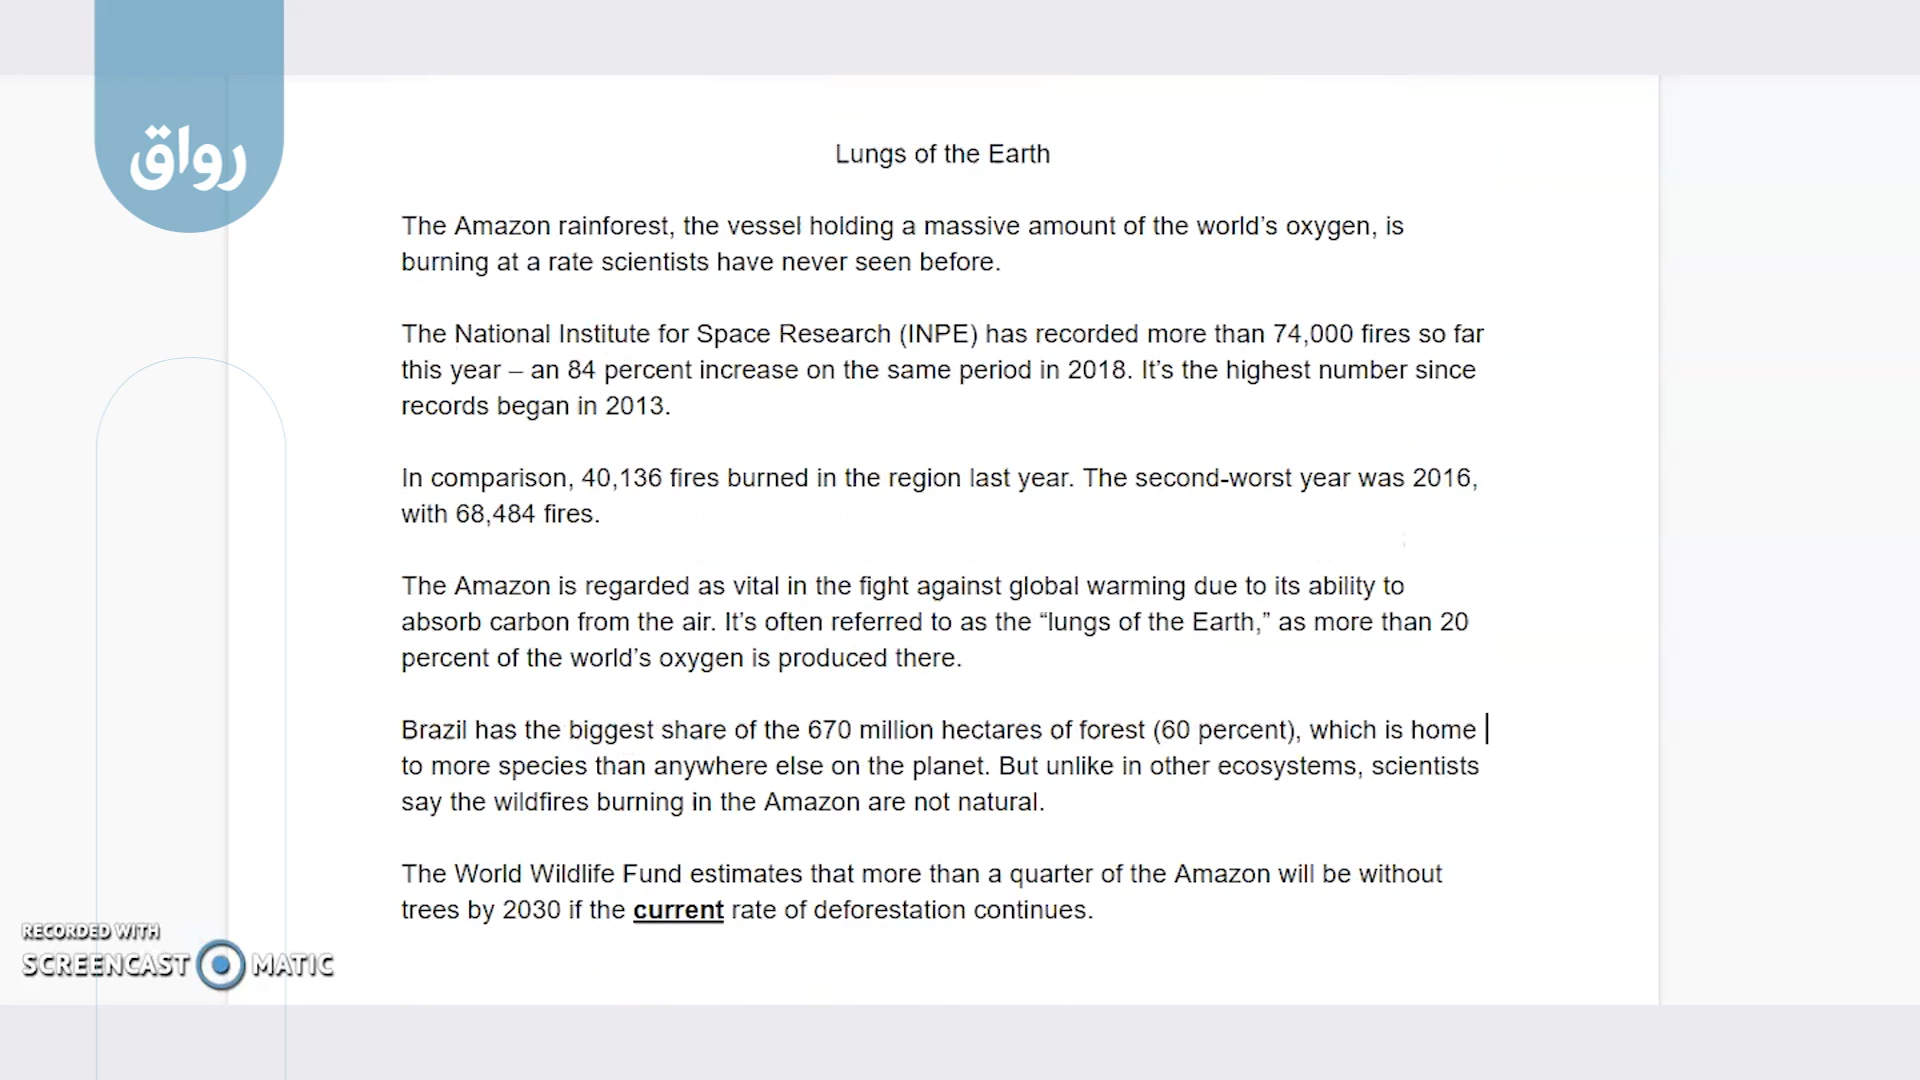 رواق
Lungs of the Earth
The Amazon rainforest, the vessel holding a massive amount of the world’s oxygen, is
burning at a rate scientists have never seen before.
The National Institute for Space Research (INPE) has recorded more than 74,000 fires so far
this year – an 84 percent increase on the same period in 2018. It’s the highest number since
records began in 2013.
In comparison, 40,136 fires burned in the region last year. The second-worst year was 2016,
with 68,484 fires.
The Amazon is regarded as vital in the fight against global warming due to its ability to
absorb carbon from the air. It’s often referred to as the “lungs of the Earth,” as more than 20
percent of the world’s oxygen is produced there.
Brazil has the biggest share of the 670 million hectares of forest (60 percent), which is home
to more species than anywhere else on the planet. But unlike in other ecosystems, scientists
say the wildfires burning in the Amazon are not natural.
The World Wildlife Fund estimates that more than a quarter of the Amazon will be without
trees by 2030 if the current rate of deforestation continues.
RECORDED WITH
SCREENCAST MATIC